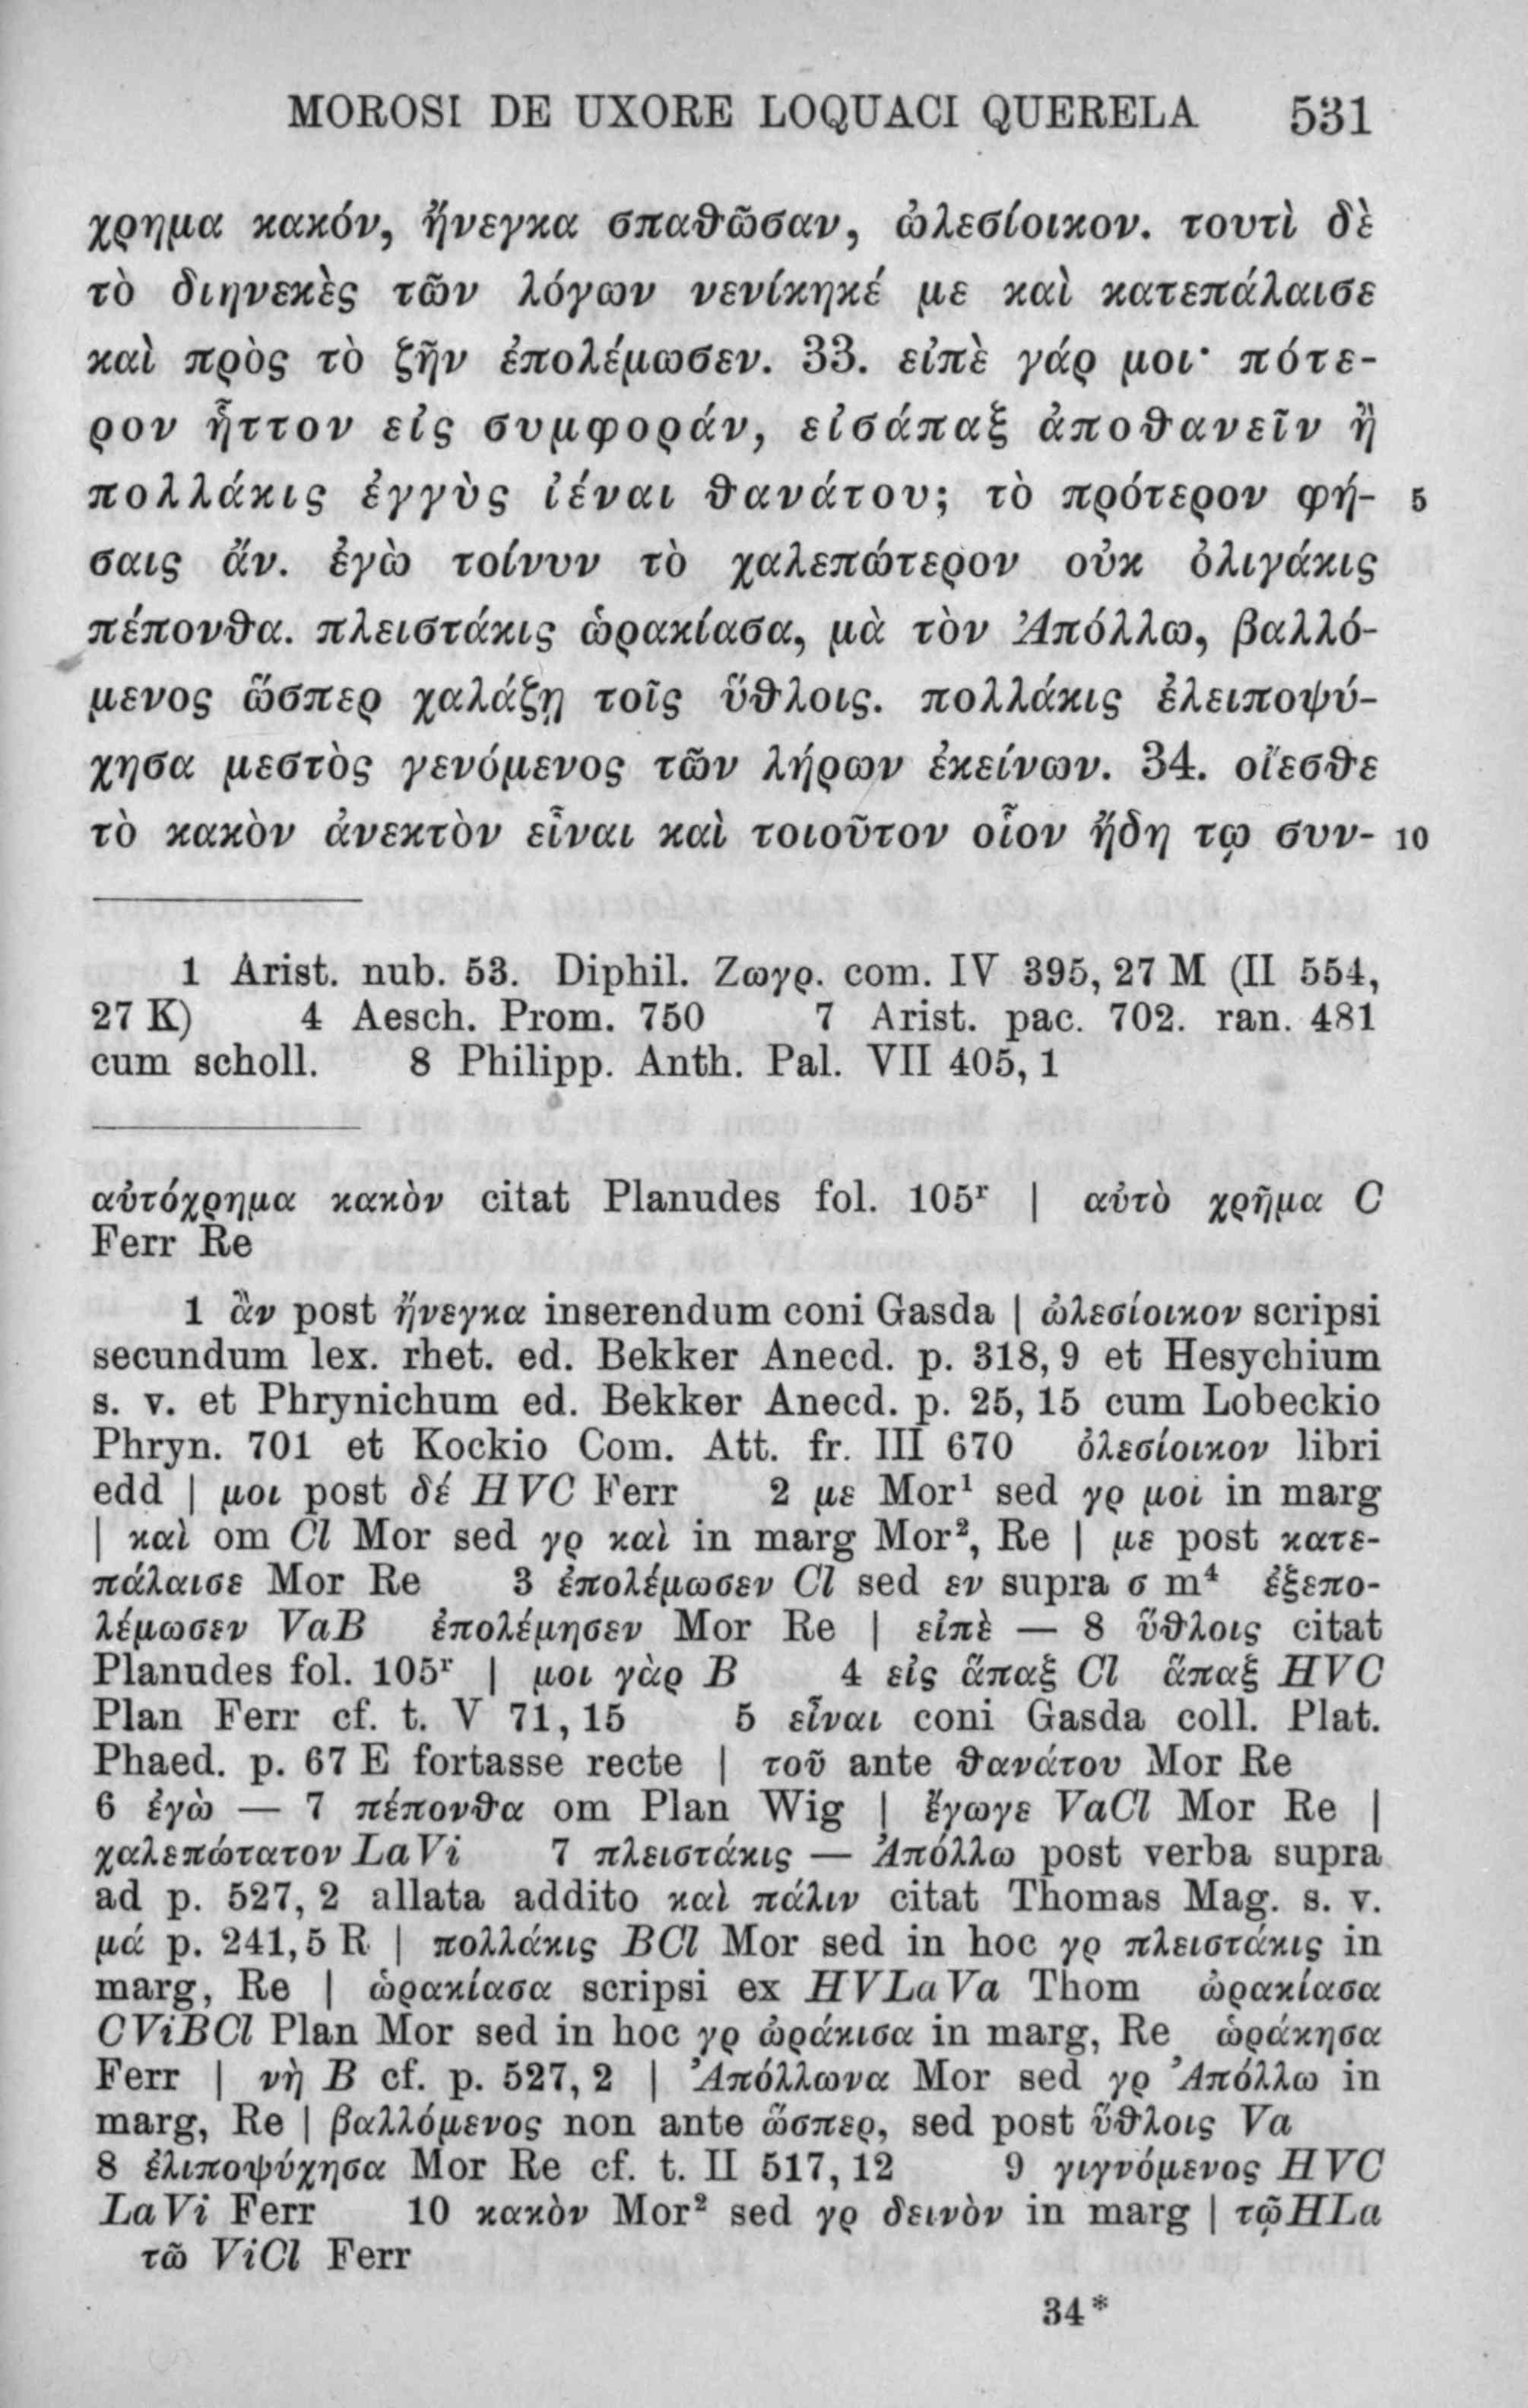 MOROSI DE UXORE LOQUACI QUERELA 531
χρημα κακόν, ἤνεγκα σπαθῶσαν, ὠλεσίοικον. τουτὶ δὲ
τὸ διηνεκὲς τῶν λόγων νενίκηκέ με καὶ κατεπάλαισε
καὶ πρὸς τὸ ζῆν ἐπολέμωσεν. 33. εἰπὲ γάρ μοι· πότε-
ρον ἧττον εἰς συμφοράν, εἰσάπαξ ἀποθανεῖν ἢ
πολλάκις ἐγγὺς ἰέναι θανάτου; τὸ πρότερον φή- 5
σαις ἄν. ἐγὼ τοίνυν τὸ χαλεπώτερον οὐκ ὀλιγάκις
πέπονθα. πλειστάκις ὡρακίασα, μὰ τὸν Ἀπόλλω, βαλλό-
μενος ὥσπερ χαλάζῃ τοῖς ὕθλοις. πολλάκις ἐλειποψύ-
χησα μεστὸς γενόμενος τῶν λήρων ἐκείνων. 34. οἴεσθε
τὸ κακὸν ἀνεκτὸν εἶναι καὶ τοιοῦτον οἷον ἤδη τῳ συν- 10
1 Arist. nub. 53. Diphil. Ζωγρ. com. IV 395, 27 M (II 554,
27 K) 4 Aesch. Prom. 750 7 Arist. pac. 702. ran. 481
cum scholl. 8 Philipp. Anth. Pal. VII 405, 1
αὐτόχρημα κακὸν citat Planudes fol. 105ʳ | αὐτὸ χρῆμα C
Ferr Re
1 ἂν post ἤνεγκα inserendum coni Gasda | ὠλεσίοικον scripsi
secundum lex. rhet. ed. Bekker Anecd. p. 318, 9 et Hesychium
s. v. et Phrynichum ed. Bekker Anecd. p. 25, 15 cum Lobeckio
Phryn. 701 et Kockio Com. Att. fr. III 670 ὀλεσίοικον libri
edd | μοι post δέ HVC Ferr 2 με Mor¹ sed γρ μοὶ in marg
| καὶ om Cl Mor sed γρ καὶ in marg Mor², Re | με post κατε-
πάλαισε Mor Re 3 ἐπολέμωσεν Cl sed εν supra σ m⁴ ἐξεπο-
λέμωσεν VaB ἐπολέμησεν Mor Re | εἰπὲ — 8 ὕθλοις citat
Planudes fol. 105ʳ | μοι γὰρ B 4 εἰς ἅπαξ Cl ἅπαξ HVC
Plan Ferr cf. t. V 71, 15 5 εἶναι coni Gasda coll. Plat.
Phaed. p. 67 E fortasse recte | τοῦ ante θανάτου Mor Re
6 ἐγὼ — 7 πέπονθα om Plan Wig | ἔγωγε VaCl Mor Re |
χαλεπώτατον LaVi 7 πλειστάκις — Ἀπόλλω post verba supra
ad p. 527, 2 allata addito καὶ πάλιν citat Thomas Mag. s. v.
μά p. 241, 5 R | πολλάκις BCl Mor sed in hoc γρ πλειστάκις in
marg, Re | ὡρακίασα scripsi ex HVLaVa Thom ὠρακίασα
CViBCl Plan Mor sed in hoc γρ ὠράκισα in marg, Re ὡράκησα
Ferr | νὴ B cf. p. 527, 2 | Ἀπόλλωνα Mor sed γρ Ἀπόλλω in
marg, Re | βαλλόμενος non ante ὥσπερ, sed post ὕθλοις Va
8 ἐλιποψύχησα Mor Re cf. t. II 517, 12 9 γιγνόμενος HVC
LaVi Ferr 10 κακὸν Mor² sed γρ δεινὸν in marg | τῷ HLa
τῶ ViCl Ferr
34*